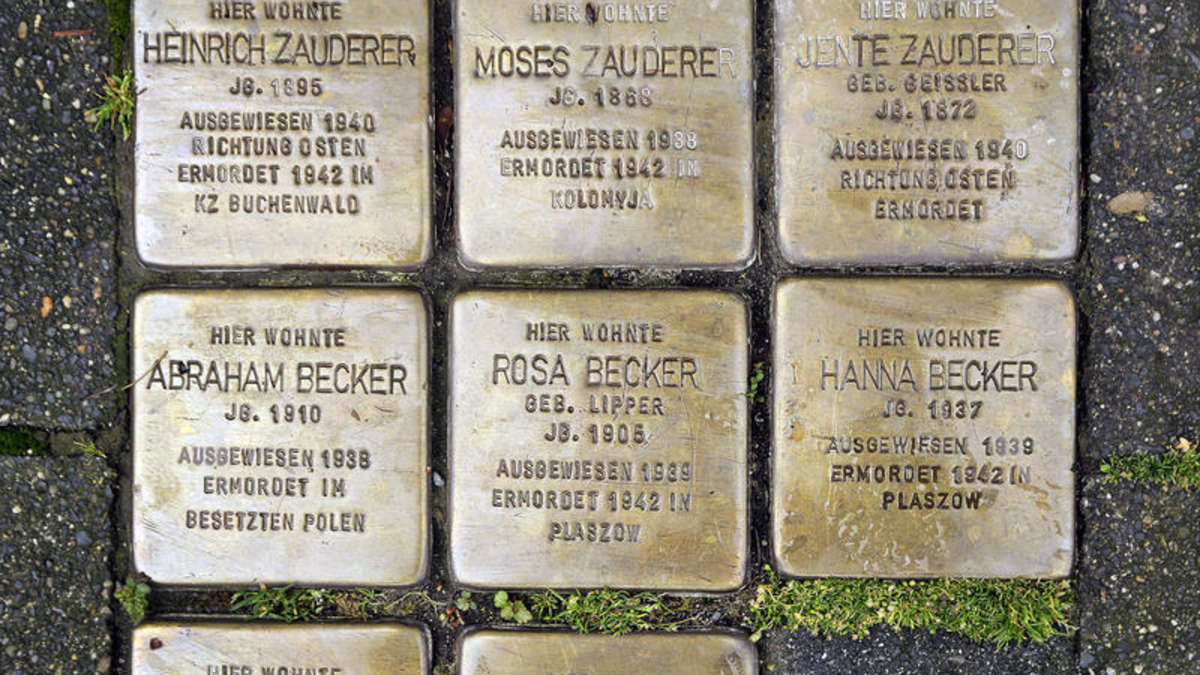 HIER WOHNTE
HEINRICH ZAUDERER
JG. 1895
AUSGEWIESEN 1940
RICHTUNG OSTEN
ERMORDET 1942 IM
KZ BUCHENWALD
HIER WOHNTE
MOSES ZAUDERER
JG. 1868
AUSGEWIESEN 1938
ERMORDET 1942 IN
KOLOMYJA
HIER WOHNTE
JENTE ZAUDERER
GEB. GEISSLER
JG. 1872
AUSGEWIESEN 1940
RICHTUNG OSTEN
ERMORDET
HIER WOHNTE
ABRAHAM BECKER
JG. 1910
AUSGEWIESEN 1938
ERMORDET IM
BESETZTEN POLEN
HIER WOHNTE
ROSA BECKER
GEB. LIPPER
JG. 1905
AUSGEWIESEN 1939
ERMORDET 1942 IN
PLASZOW
HIER WOHNTE
HANNA BECKER
JG. 1937
AUSGEWIESEN 1939
ERMORDET 1942 IN
PLASZOW
HIER WOHNTE